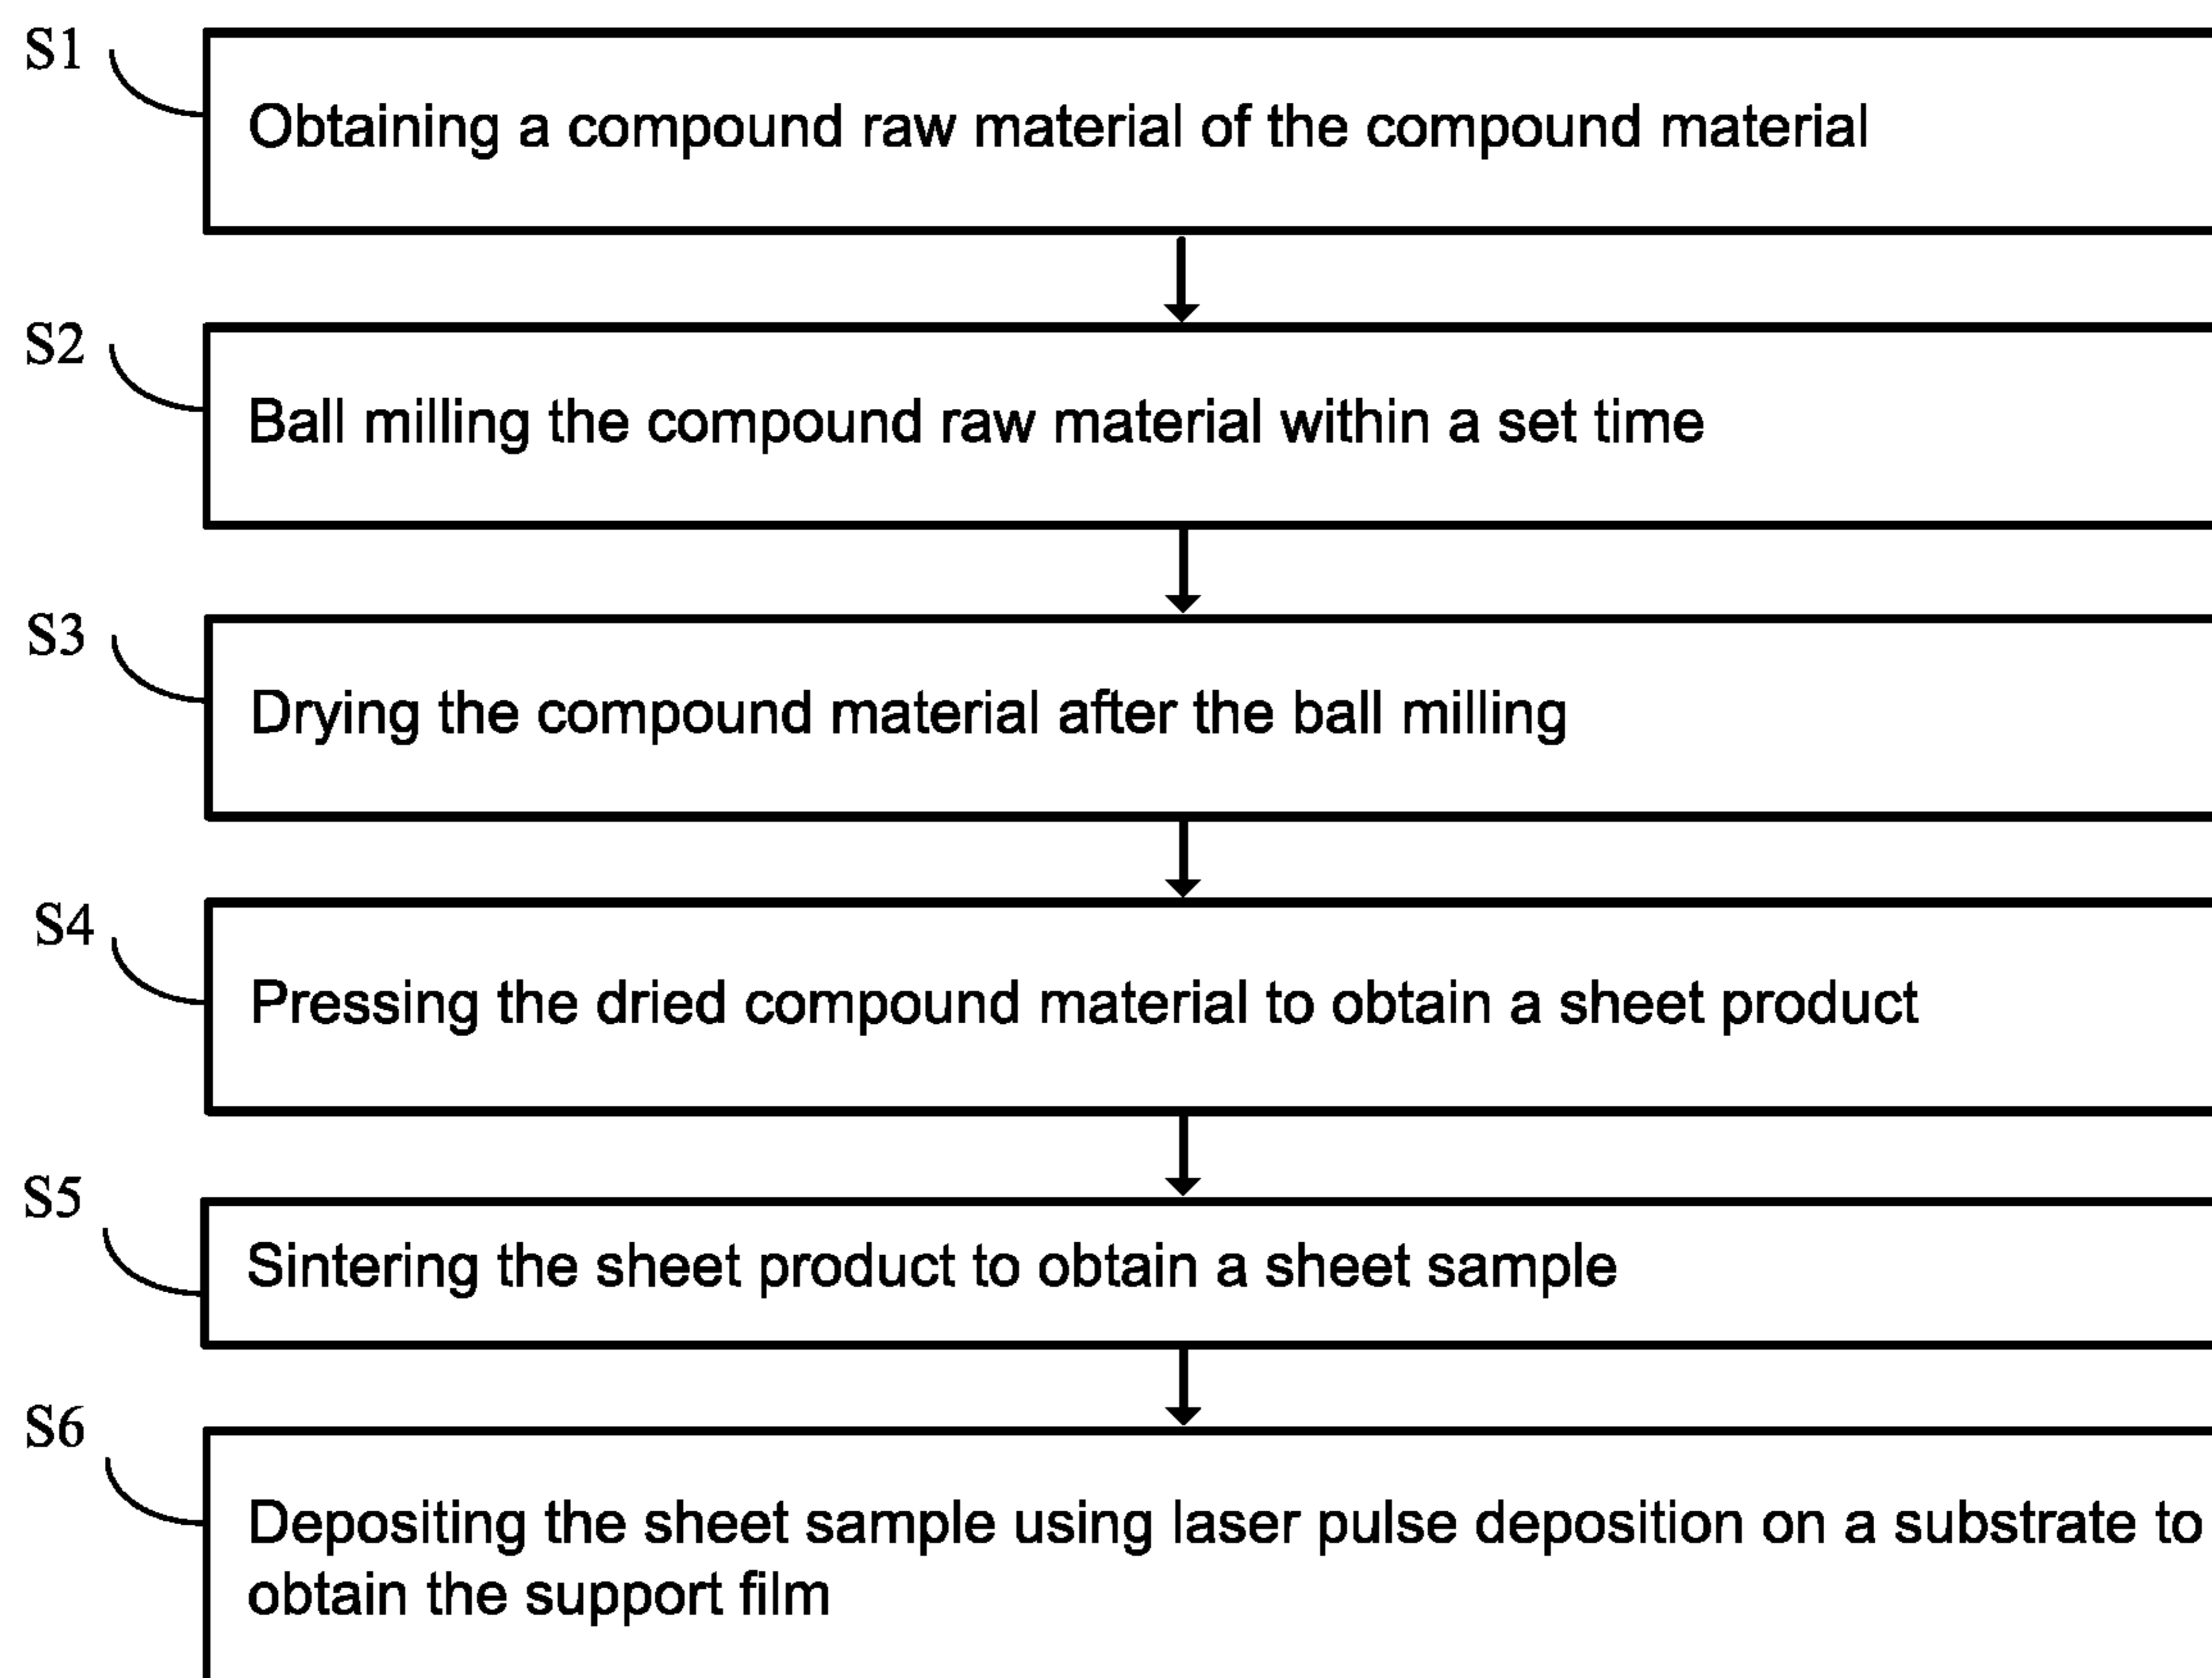 S1
Obtaining a compound raw material of the compound material
S2
Ball milling the compound raw material within a set time
S3
Drying the compound material after the ball milling
S4
Pressing the dried compound material to obtain a sheet product
S5
Sintering the sheet product to obtain a sheet sample
S6
Depositing the sheet sample using laser pulse deposition on a substrate to
obtain the support film